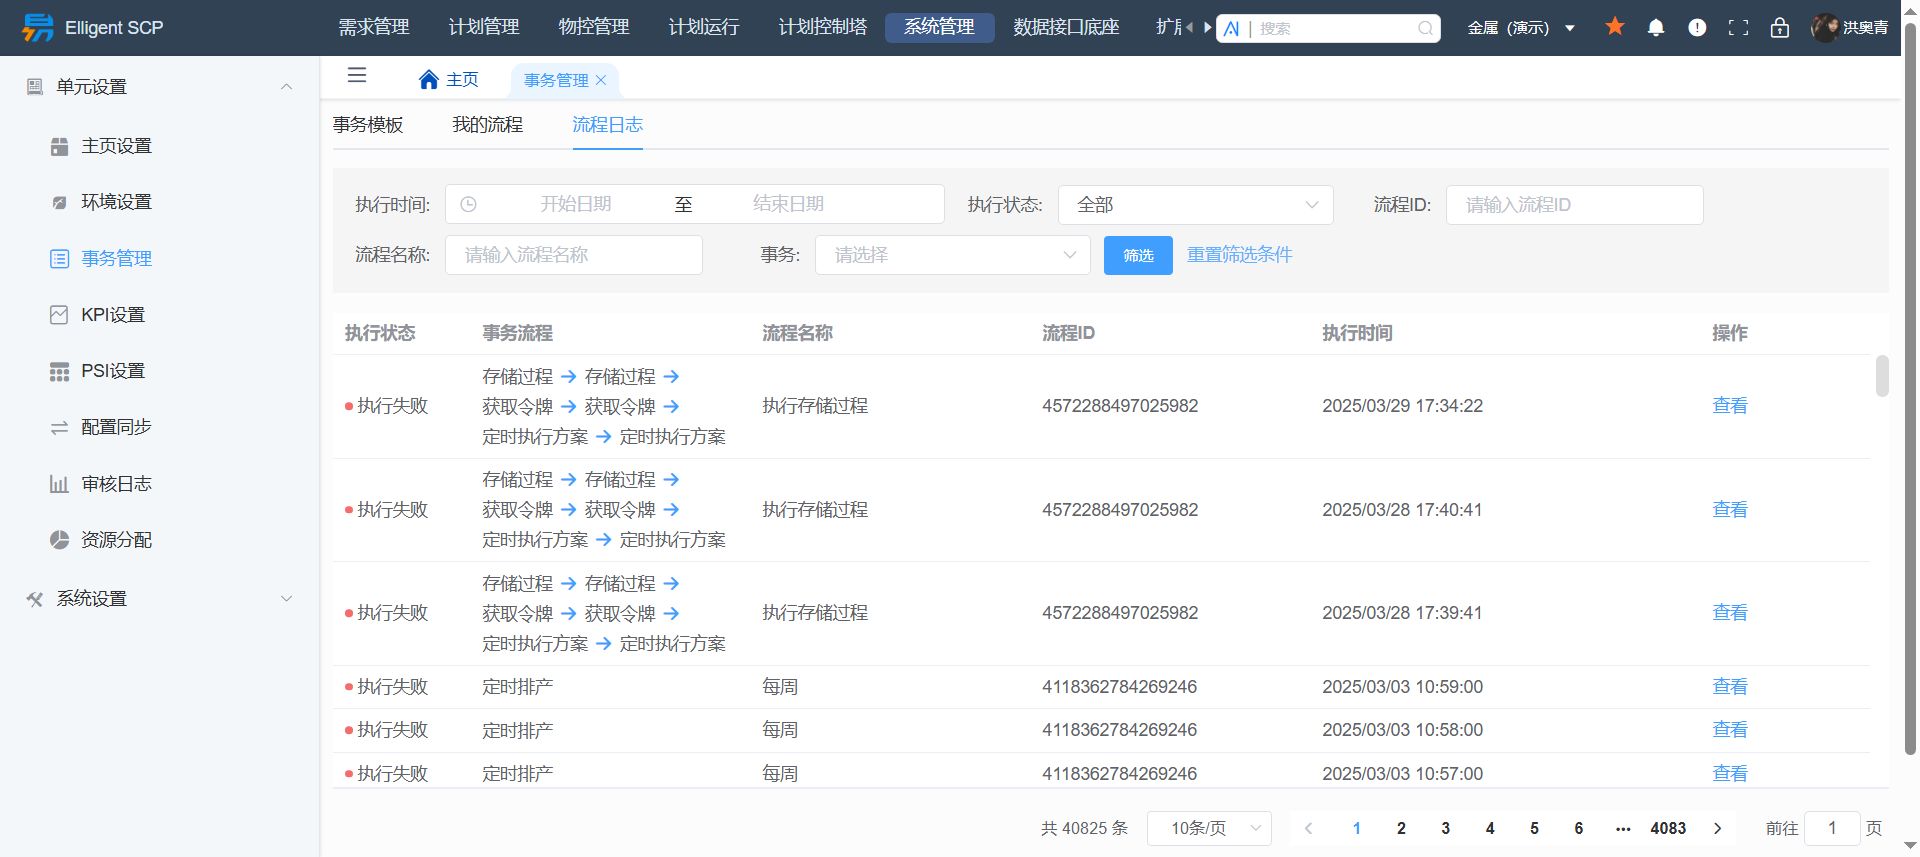 Elligent SCP
需求管理 计划管理 物控管理 计划运行 计划控制塔 系统管理 数据接口底座 AI | 搜索 金属（演示） 洪奥青
单元设置
主页设置
环境设置
事务管理
KPI设置
PSI设置
配置同步
审核日志
资源分配
系统设置
主页 事务管理
事务模板 我的流程 流程日志
执行时间: 开始日期 至 结束日期 执行状态: 全部 流程ID: 请输入流程ID
流程名称: 请输入流程名称 事务: 请选择 筛选 重置筛选条件
执行状态 事务流程 流程名称 流程ID 执行时间 操作
存储过程 → 存储过程 →
执行失败 获取令牌 → 获取令牌 → 执行存储过程 4572288497025982 2025/03/29 17:34:22 查看
定时执行方案 → 定时执行方案
存储过程 → 存储过程 →
执行失败 获取令牌 → 获取令牌 → 执行存储过程 4572288497025982 2025/03/28 17:40:41 查看
定时执行方案 → 定时执行方案
存储过程 → 存储过程 →
执行失败 获取令牌 → 获取令牌 → 执行存储过程 4572288497025982 2025/03/28 17:39:41 查看
定时执行方案 → 定时执行方案
执行失败 定时排产 每周 4118362784269246 2025/03/03 10:59:00 查看
执行失败 定时排产 每周 4118362784269246 2025/03/03 10:58:00 查看
执行失败 定时排产 每周 4118362784269246 2025/03/03 10:57:00 查看
共 40825 条 10条/页 1 2 3 4 5 6 ••• 4083 前往 1 页